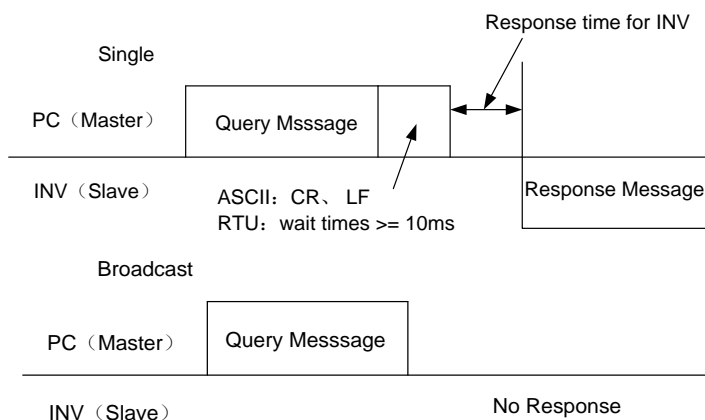 Response time for INV
Single
PC（Master）
Query Msssage
INV（Slave）
ASCII：CR、LF
RTU：wait times >= 10ms
Response Message
Broadcast
PC（Master）
Query Messsage
INV（Slave）
No Response